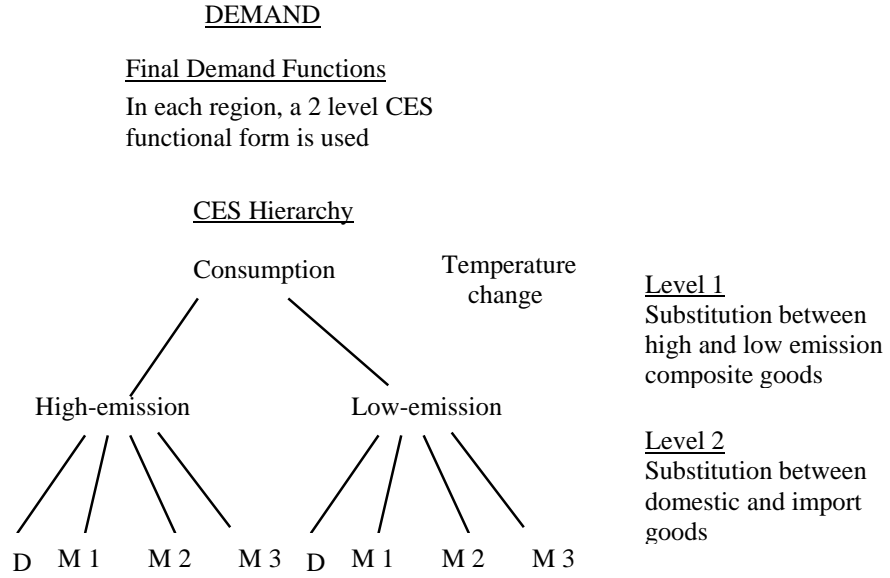 DEMAND
Final Demand Functions
In each region, a 2 level CES
functional form is used
CES Hierarchy
Consumption
Temperature
change
Level 1
Substitution between
high and low emission
composite goods
High-emission
Low-emission
Level 2
Substitution between
domestic and import
goods
D M 1 M 2 M 3 D M 1 M 2 M 3